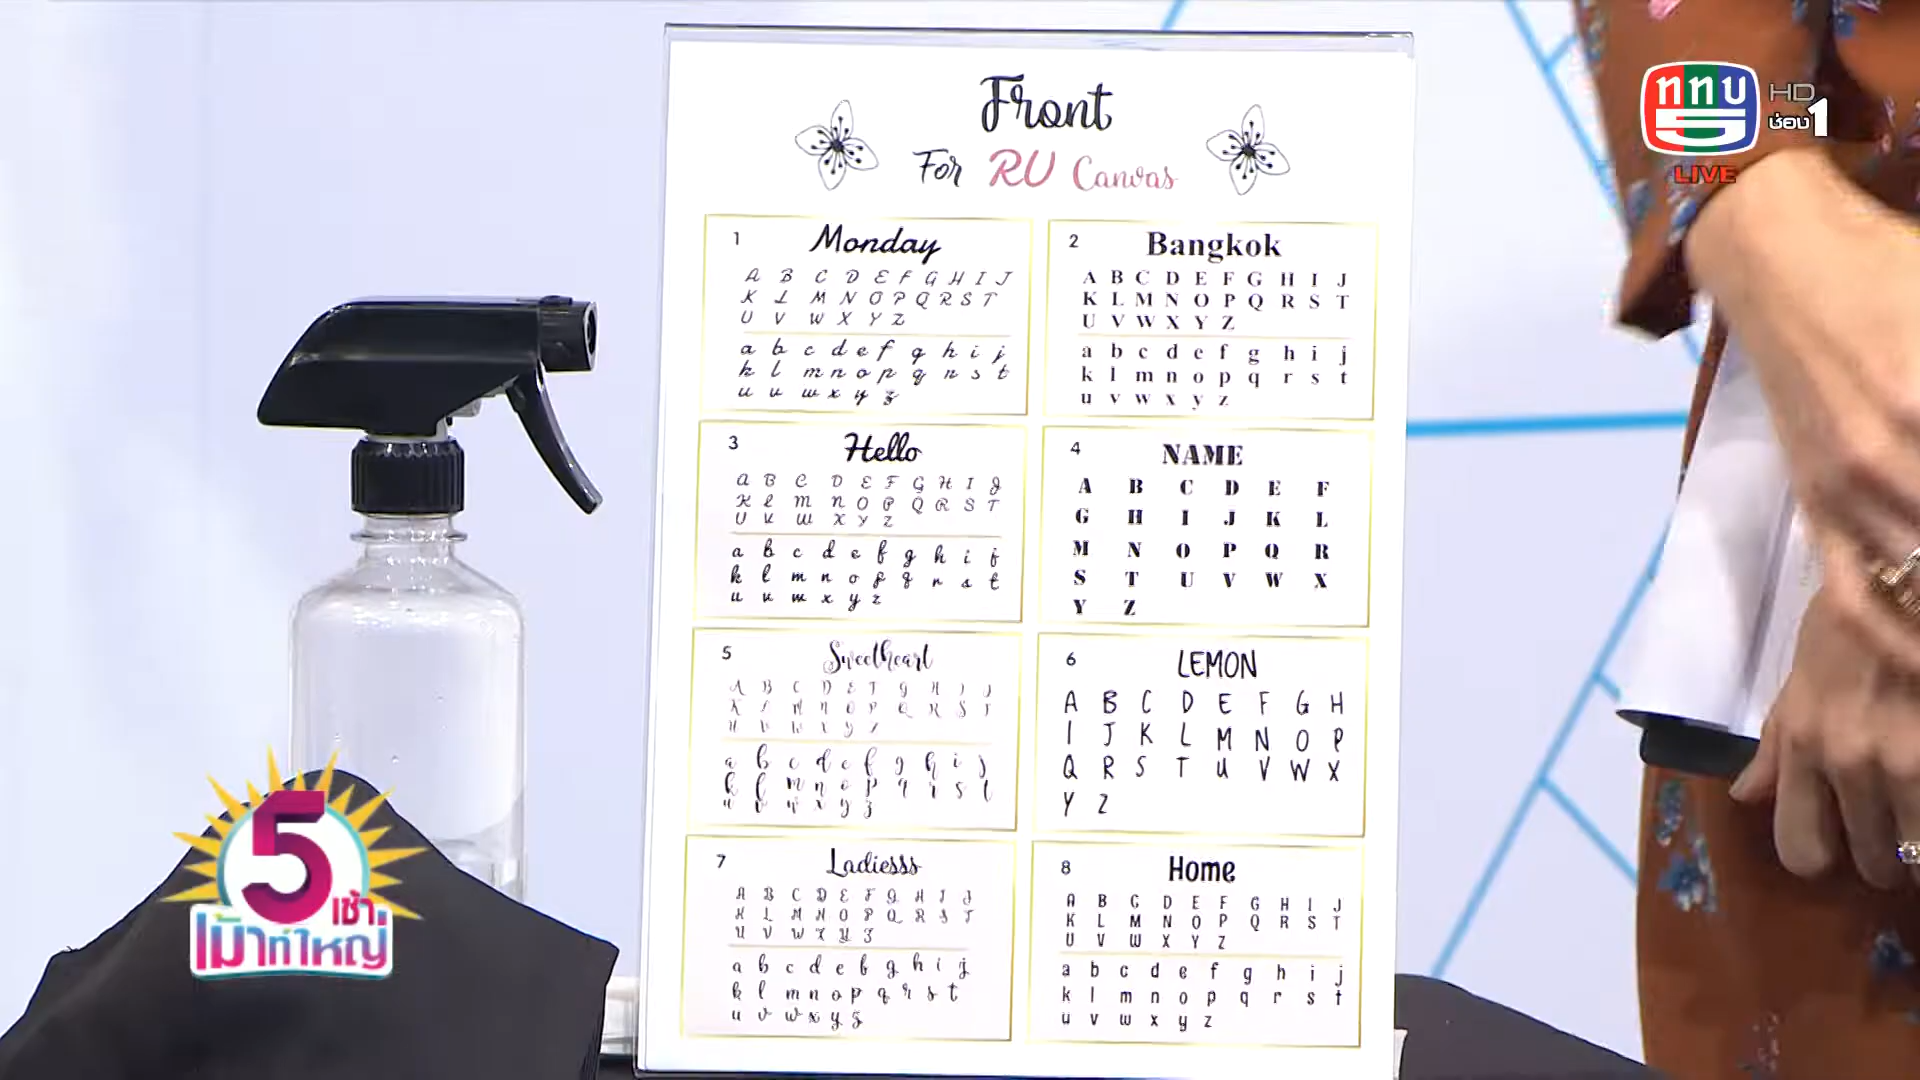 Front
For RU Canvas
1 Monday
A B C D E F G H I J
K L M N O P Q R S T
U V W X Y Z
a b c d e f g h i j
k l m n o p q r s t
u v w x y z
2 Bangkok
A B C D E F G H I J
K L M N O P Q R S T
U V W X Y Z
a b c d e f g h i j
k l m n o p q r s t
u v w x y z
3 Hello
A B C D E F G H I J
K L M N O P Q R S T
U V W X Y Z
a b c d e f g h i j
k l m n o p q r s t
u v w x y z
4 NAME
A B C D E F
G H I J K L
M N O P Q R
S T U V W X
Y Z
5 Sweetheart
A B C D E F G H I J
K L M N O P Q R S T
U V W X Y Z
a b c d e f g h i j
k l m n o p q r s t
u v w x y z
6 LEMON
A B C D E F G H
I J K L M N O P
Q R S T U V W X
Y Z
7 Ladiesss
A B C D E F G H I J
K L M N O P Q R S T
U V W X Y Z
a b c d e f g h i j
k l m n o p q r s t
u v w x y z
8 Home
A B C D E F G H I J
K L M N O P Q R S T
U V W X Y Z
a b c d e f g h i j
k l m n o p q r s t
u v w x y z
ททบ 5 HD
ช่อง 1
LIVE
5 เช้า
เม้าท์ใหญ่